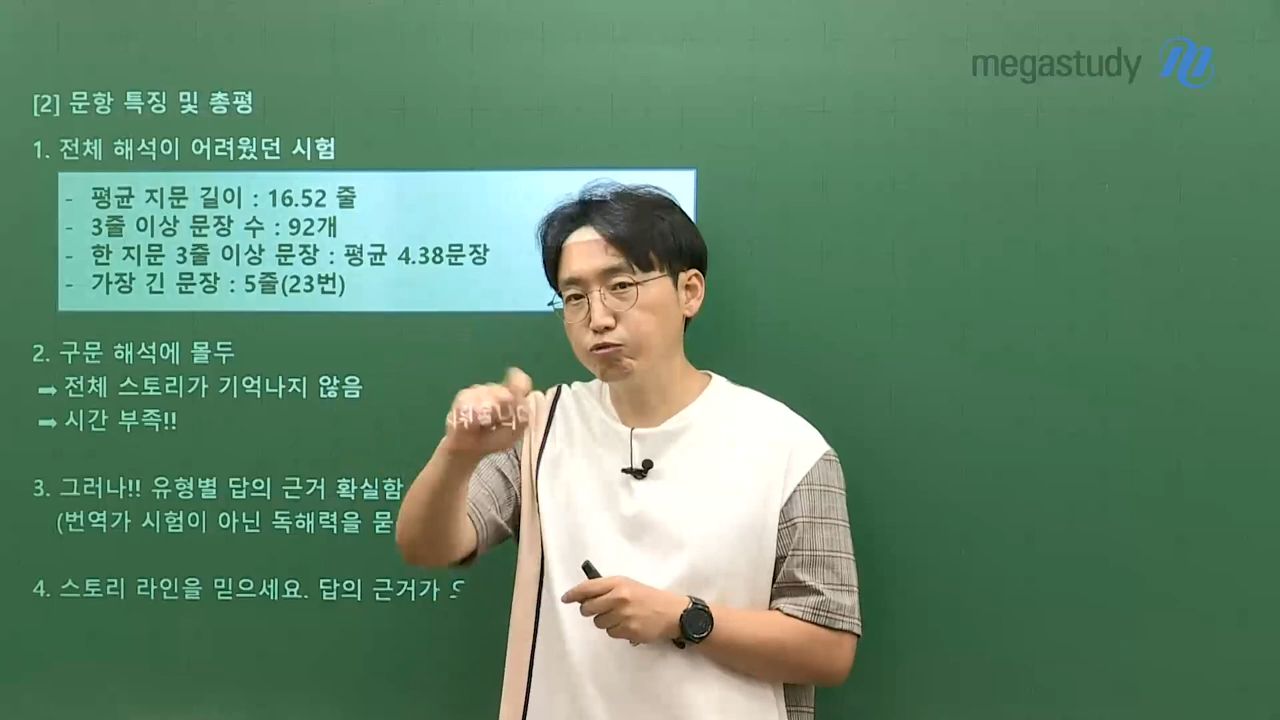 megastudy
[2] 문항 특징 및 총평
1. 전체 해석이 어려웠던 시험
- 평균 지문 길이 : 16.52 줄
- 3줄 이상 문장 수 : 92개
- 한 지문 3줄 이상 문장 : 평균 4.38문장
- 가장 긴 문장 : 5줄(23번)
2. 구문 해석에 몰두
➡ 전체 스토리가 기억나지 않음
➡ 시간 부족!!
3. 그러나!! 유형별 답의 근거 확실함
(번역가 시험이 아닌 독해력을 묻
4. 스토리 라인을 믿으세요. 답의 근거가